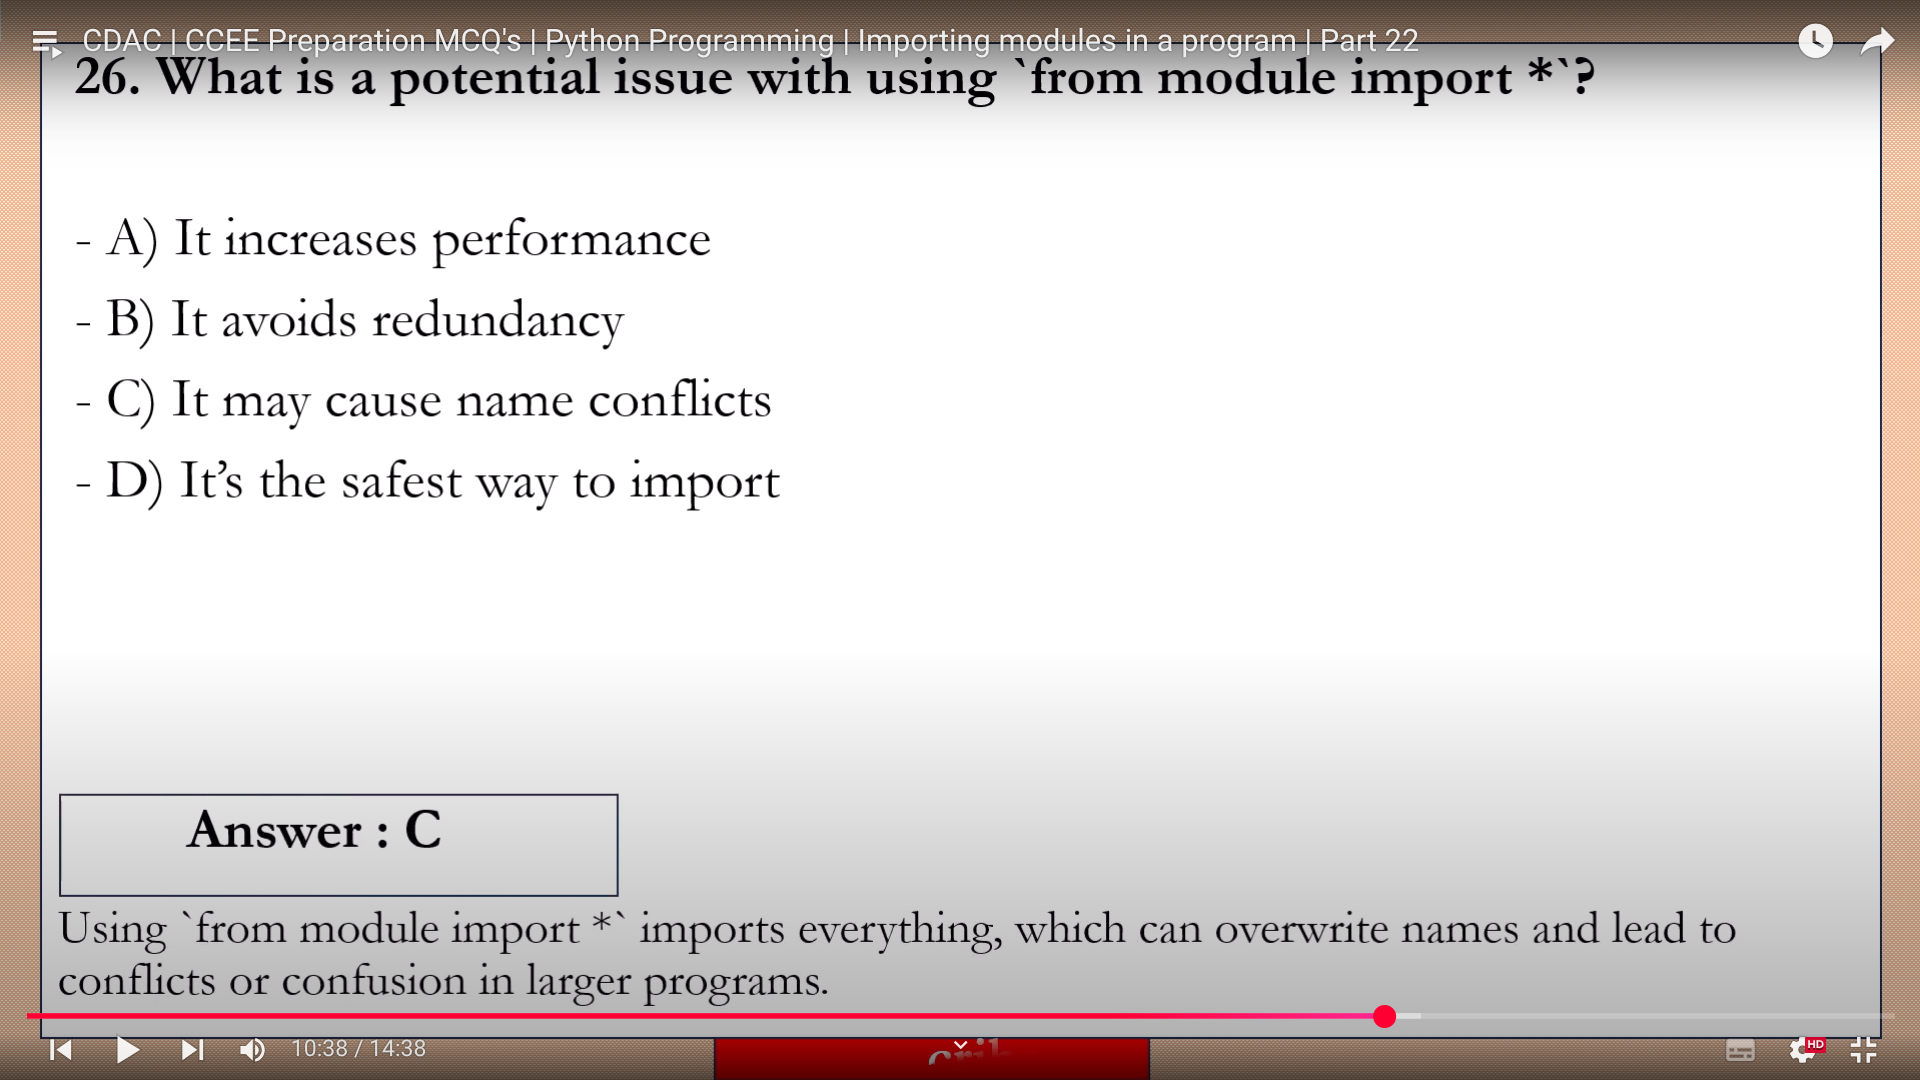 CDAC | CCEE Preparation MCQ's | Python Programming | Importing modules in a program | Part 22
26. What is a potential issue with using `from module import *`?
- A) It increases performance
- B) It avoids redundancy
- C) It may cause name conflicts
- D) It’s the safest way to import
Answer : C
Using `from module import *` imports everything, which can overwrite names and lead to
conflicts or confusion in larger programs.
10:38 / 14:38
HD